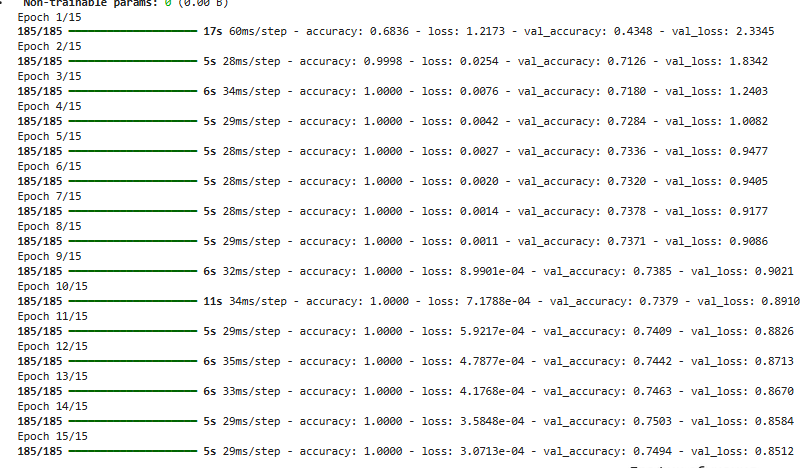 Non-trainable params: 0 (0.00 B)
Epoch 1/15
185/185 ━━━━━━━━━━━━━━━━━━━━ 17s 60ms/step - accuracy: 0.6836 - loss: 1.2173 - val_accuracy: 0.4348 - val_loss: 2.3345
Epoch 2/15
185/185 ━━━━━━━━━━━━━━━━━━━━ 5s 28ms/step - accuracy: 0.9998 - loss: 0.0254 - val_accuracy: 0.7126 - val_loss: 1.8342
Epoch 3/15
185/185 ━━━━━━━━━━━━━━━━━━━━ 6s 34ms/step - accuracy: 1.0000 - loss: 0.0076 - val_accuracy: 0.7180 - val_loss: 1.2403
Epoch 4/15
185/185 ━━━━━━━━━━━━━━━━━━━━ 5s 29ms/step - accuracy: 1.0000 - loss: 0.0042 - val_accuracy: 0.7284 - val_loss: 1.0082
Epoch 5/15
185/185 ━━━━━━━━━━━━━━━━━━━━ 5s 28ms/step - accuracy: 1.0000 - loss: 0.0027 - val_accuracy: 0.7336 - val_loss: 0.9477
Epoch 6/15
185/185 ━━━━━━━━━━━━━━━━━━━━ 5s 28ms/step - accuracy: 1.0000 - loss: 0.0020 - val_accuracy: 0.7320 - val_loss: 0.9405
Epoch 7/15
185/185 ━━━━━━━━━━━━━━━━━━━━ 5s 28ms/step - accuracy: 1.0000 - loss: 0.0014 - val_accuracy: 0.7378 - val_loss: 0.9177
Epoch 8/15
185/185 ━━━━━━━━━━━━━━━━━━━━ 5s 29ms/step - accuracy: 1.0000 - loss: 0.0011 - val_accuracy: 0.7371 - val_loss: 0.9086
Epoch 9/15
185/185 ━━━━━━━━━━━━━━━━━━━━ 6s 32ms/step - accuracy: 1.0000 - loss: 8.9901e-04 - val_accuracy: 0.7385 - val_loss: 0.9021
Epoch 10/15
185/185 ━━━━━━━━━━━━━━━━━━━━ 11s 34ms/step - accuracy: 1.0000 - loss: 7.1788e-04 - val_accuracy: 0.7379 - val_loss: 0.8910
Epoch 11/15
185/185 ━━━━━━━━━━━━━━━━━━━━ 5s 29ms/step - accuracy: 1.0000 - loss: 5.9217e-04 - val_accuracy: 0.7409 - val_loss: 0.8826
Epoch 12/15
185/185 ━━━━━━━━━━━━━━━━━━━━ 6s 35ms/step - accuracy: 1.0000 - loss: 4.7877e-04 - val_accuracy: 0.7442 - val_loss: 0.8713
Epoch 13/15
185/185 ━━━━━━━━━━━━━━━━━━━━ 6s 33ms/step - accuracy: 1.0000 - loss: 4.1768e-04 - val_accuracy: 0.7463 - val_loss: 0.8670
Epoch 14/15
185/185 ━━━━━━━━━━━━━━━━━━━━ 5s 29ms/step - accuracy: 1.0000 - loss: 3.5848e-04 - val_accuracy: 0.7503 - val_loss: 0.8584
Epoch 15/15
185/185 ━━━━━━━━━━━━━━━━━━━━ 5s 29ms/step - accuracy: 1.0000 - loss: 3.0713e-04 - val_accuracy: 0.7494 - val_loss: 0.8512